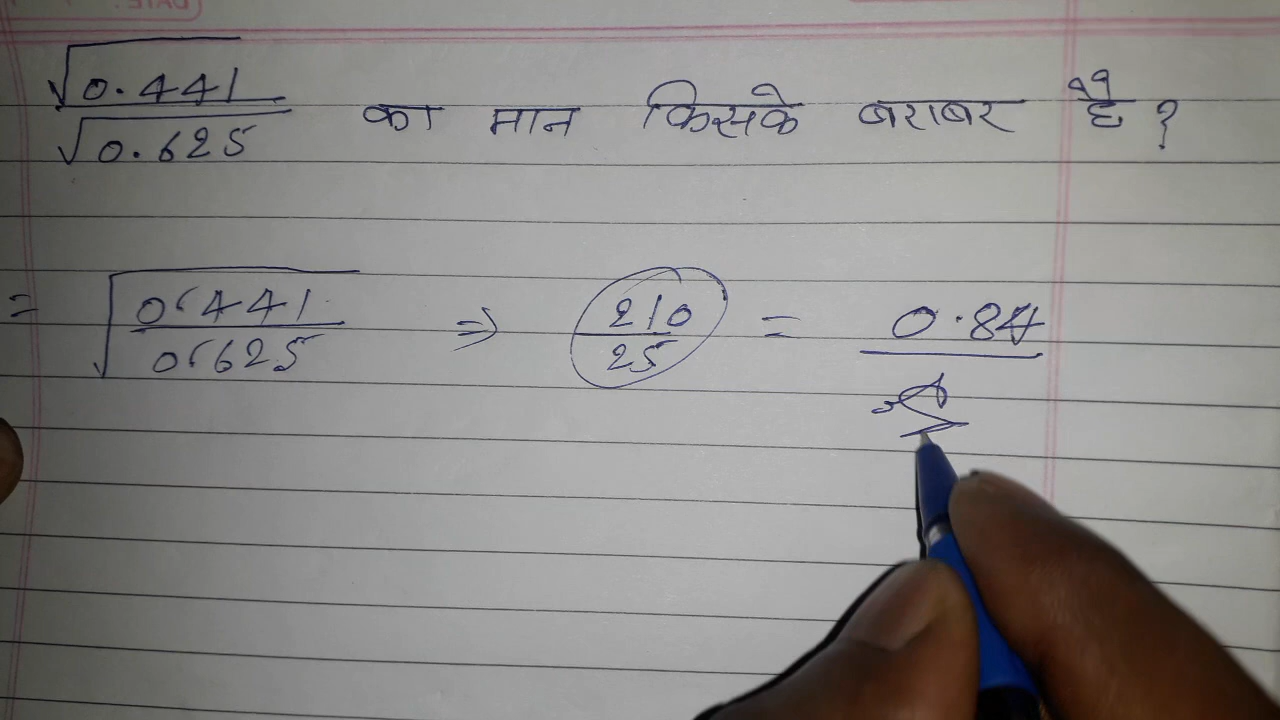 √0.441 / √0.625 का मान किसके बराबर है ?
= √(0.441 / 0.625) ⇒ 210 / 25 = 0.84